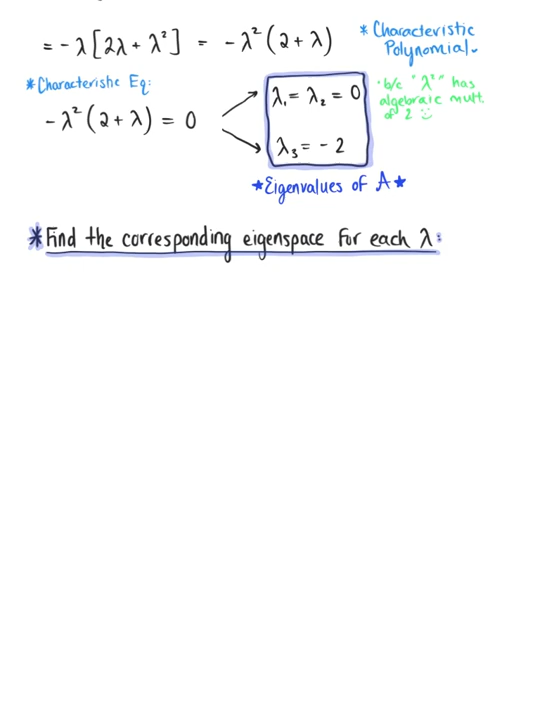 = -λ[2λ + λ²] = -λ²(2+λ)
* Characteristic
Polynomial.
* Characteristic Eq:
-λ²(2+λ) = 0
λ₁ = λ₂ = 0
λ₃ = -2
· b/c "λ²" has
algebraic mult.
of 2 :)
★Eigenvalues of A★
*Find the corresponding eigenspace for each λ: